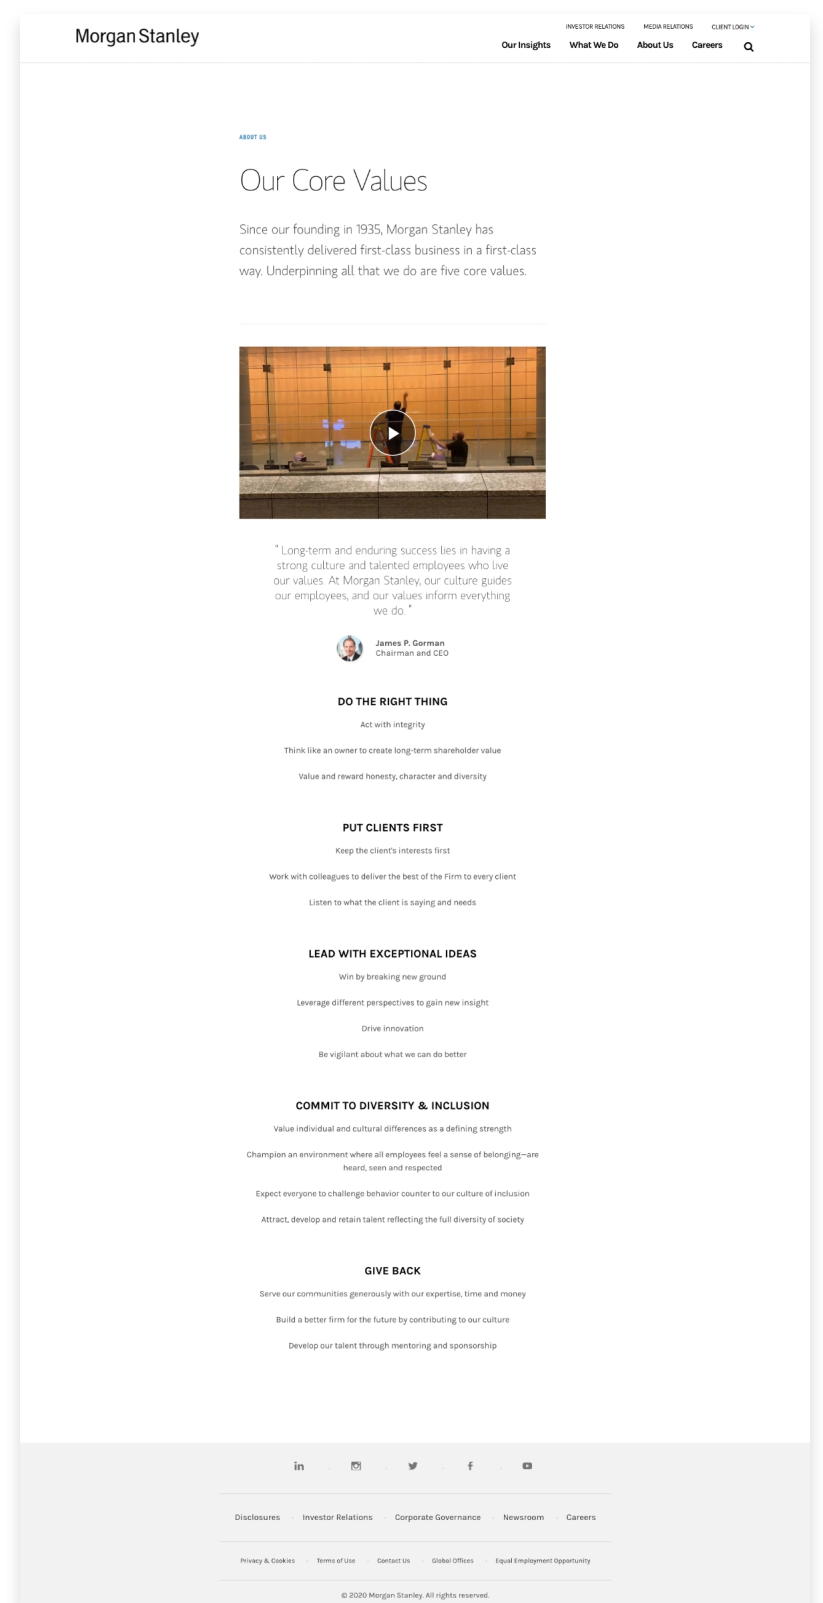 Morgan Stanley
INVESTOR RELATIONS MEDIA RELATIONS CLIENT LOGIN
Our Insights What We Do About Us Careers
ABOUT US
Our Core Values
Since our founding in 1935, Morgan Stanley has
consistently delivered first-class business in a first-class
way. Underpinning all that we do are five core values.
" Long-term and enduring success lies in having a
strong culture and talented employees who live
our values. At Morgan Stanley, our culture guides
our employees, and our values inform everything
we do. "
James P. Gorman
Chairman and CEO
DO THE RIGHT THING
Act with integrity
Think like an owner to create long-term shareholder value
Value and reward honesty, character and diversity
PUT CLIENTS FIRST
Keep the client's interests first
Work with colleagues to deliver the best of the Firm to every client
Listen to what the client is saying and needs
LEAD WITH EXCEPTIONAL IDEAS
Win by breaking new ground
Leverage different perspectives to gain new insight
Drive innovation
Be vigilant about what we can do better
COMMIT TO DIVERSITY & INCLUSION
Value individual and cultural differences as a defining strength
Champion an environment where all employees feel a sense of belonging—are
heard, seen and respected
Expect everyone to challenge behavior counter to our culture of inclusion
Attract, develop and retain talent reflecting the full diversity of society
GIVE BACK
Serve our communities generously with our expertise, time and money
Build a better firm for the future by contributing to our culture
Develop our talent through mentoring and sponsorship
Disclosures · Investor Relations · Corporate Governance · Newsroom · Careers
Privacy & Cookies · Terms of Use · Contact Us · Global Offices · Equal Employment Opportunity
© 2020 Morgan Stanley. All rights reserved.